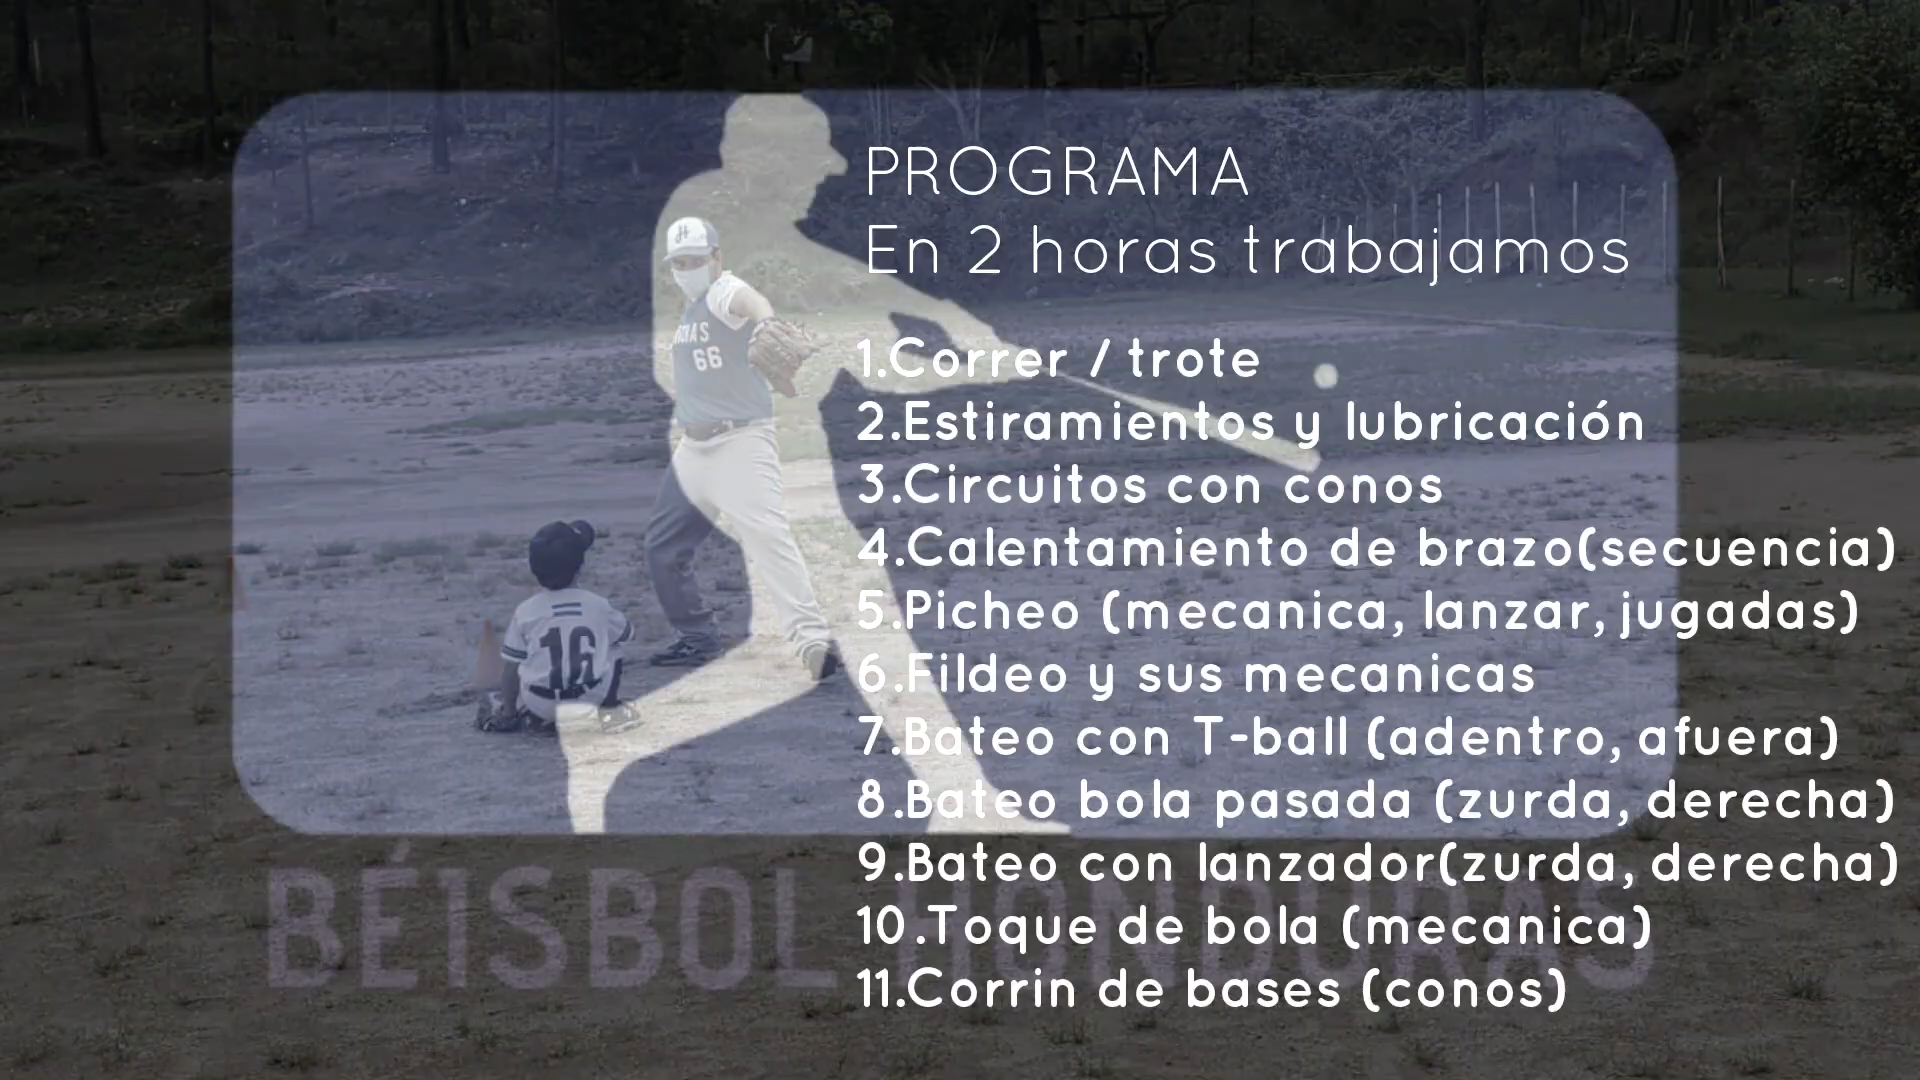 PROGRAMA
En 2 horas trabajamos
1.Correr / trote
2.Estiramientos y lubricación
3.Circuitos con conos
4.Calentamiento de brazo(secuencia)
5.Picheo (mecanica, lanzar, jugadas)
6.Fildeo y sus mecanicas
7.Bateo con T-ball (adentro, afuera)
8.Bateo bola pasada (zurda, derecha)
9.Bateo con lanzador(zurda, derecha)
10.Toque de bola (mecanica)
11.Corrin de bases (conos)
BÉISBOL HONDURAS
66
16